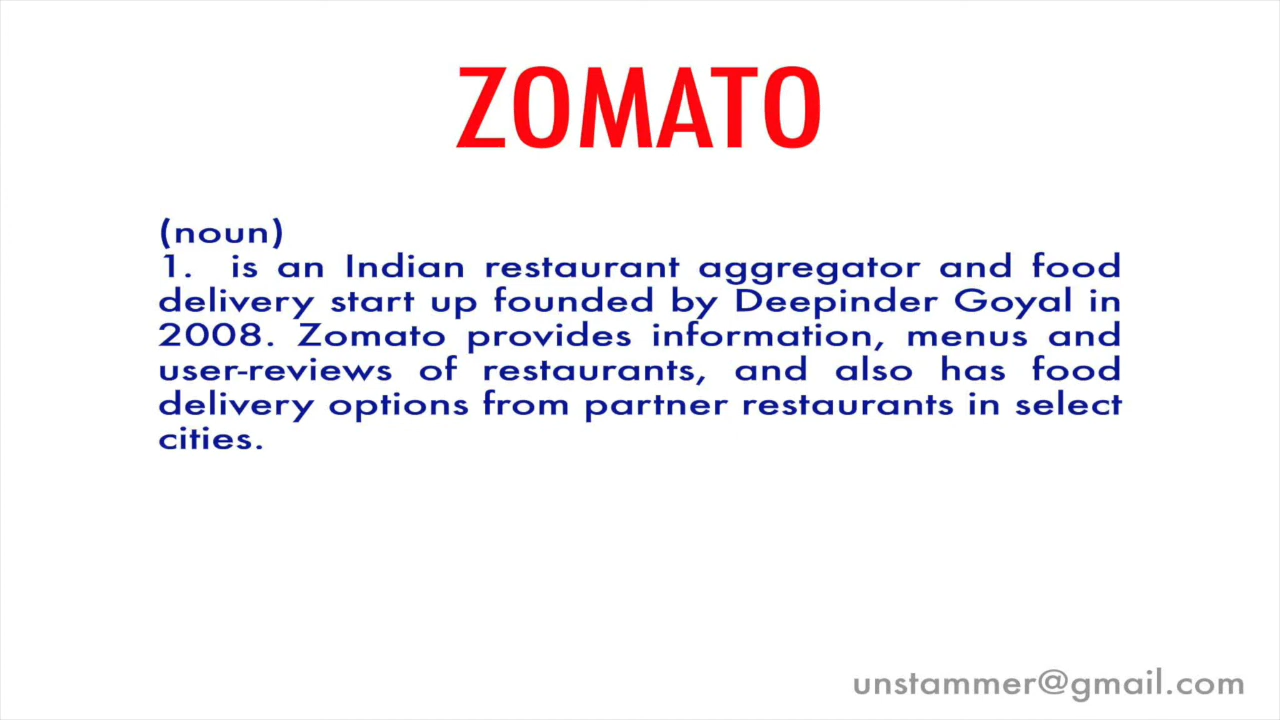 ZOMATO
(noun)
1. is an Indian restaurant aggregator and food
delivery start up founded by Deepinder Goyal in
2008. Zomato provides information, menus and
user-reviews of restaurants, and also has food
delivery options from partner restaurants in select
cities.
unstammer@gmail.com